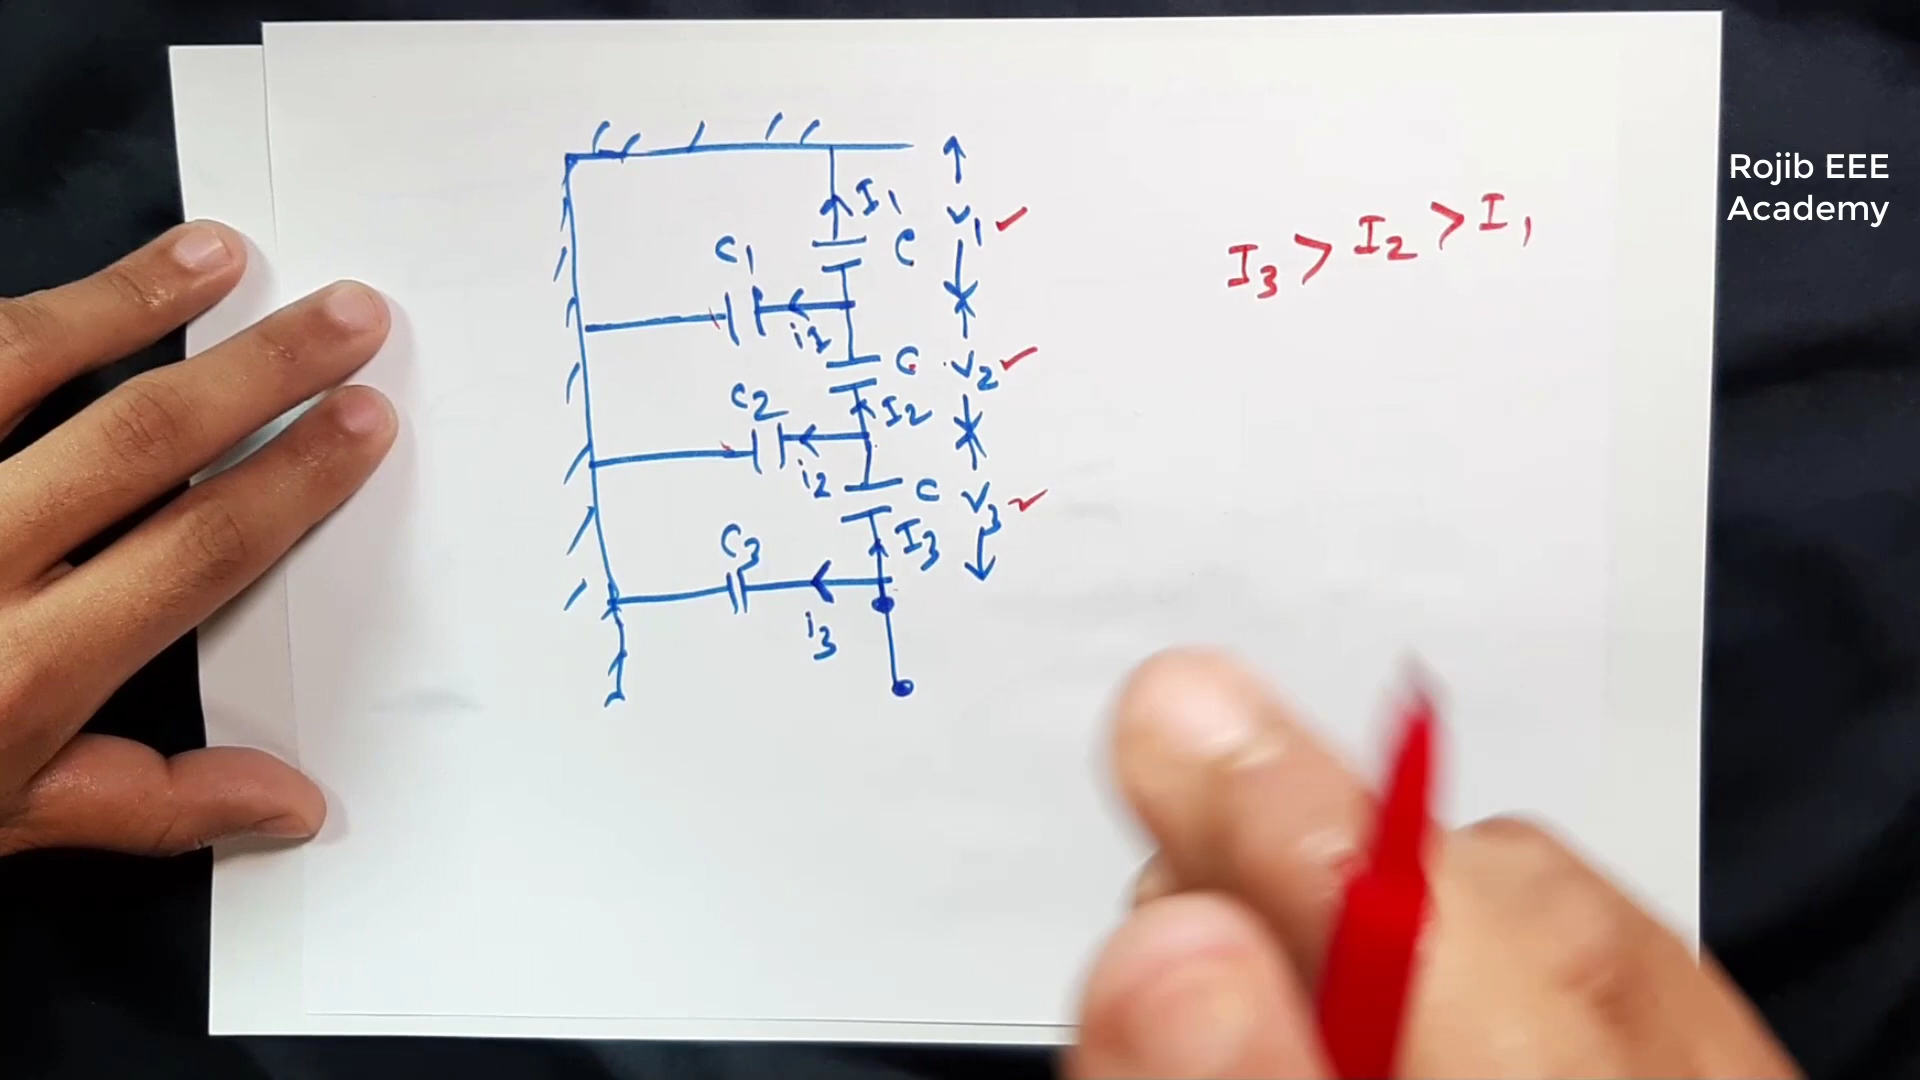 I1
V1
C1
C
I3 > I2 > I1
Rojib EEE
Academy
i1
C
V2
C2
I2
i2
C
V3
C3
I3
i3